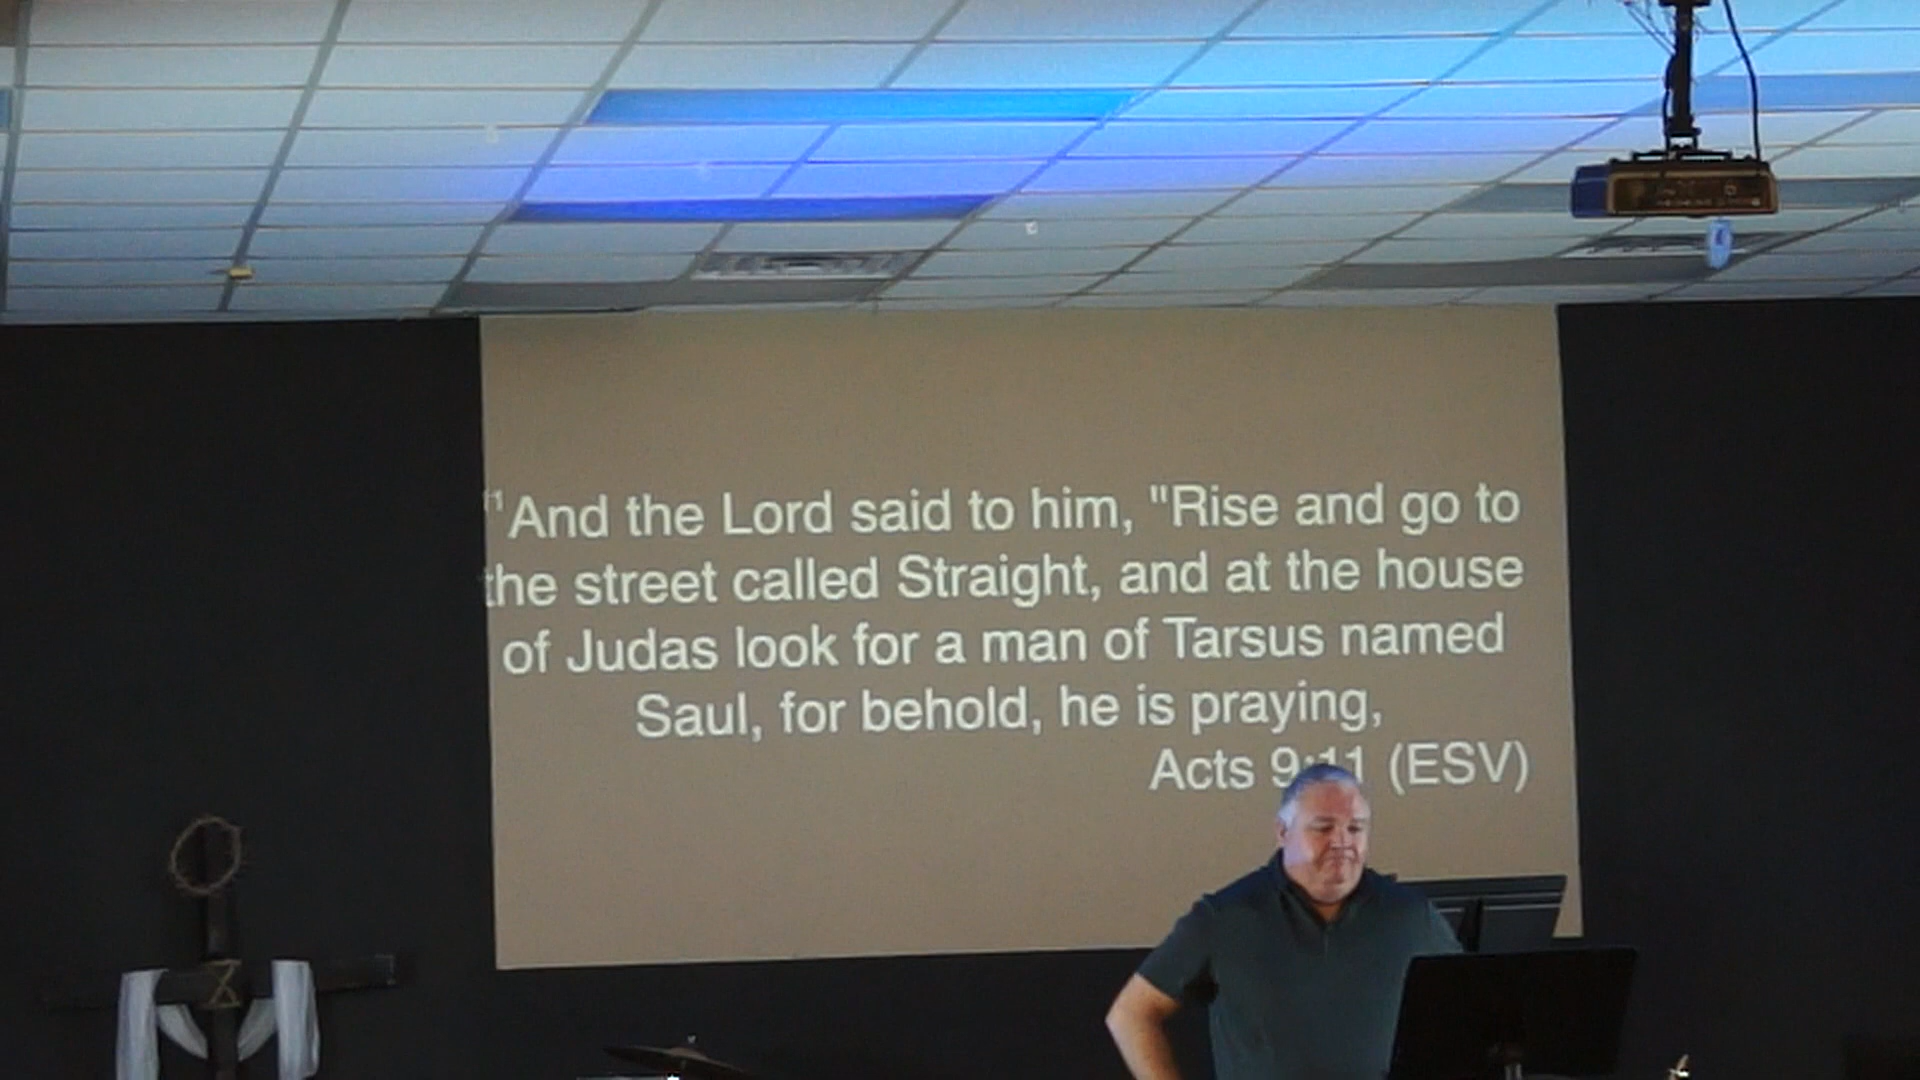 11 And the Lord said to him, "Rise and go to
the street called Straight, and at the house
of Judas look for a man of Tarsus named
Saul, for behold, he is praying,
Acts 9:11 (ESV)